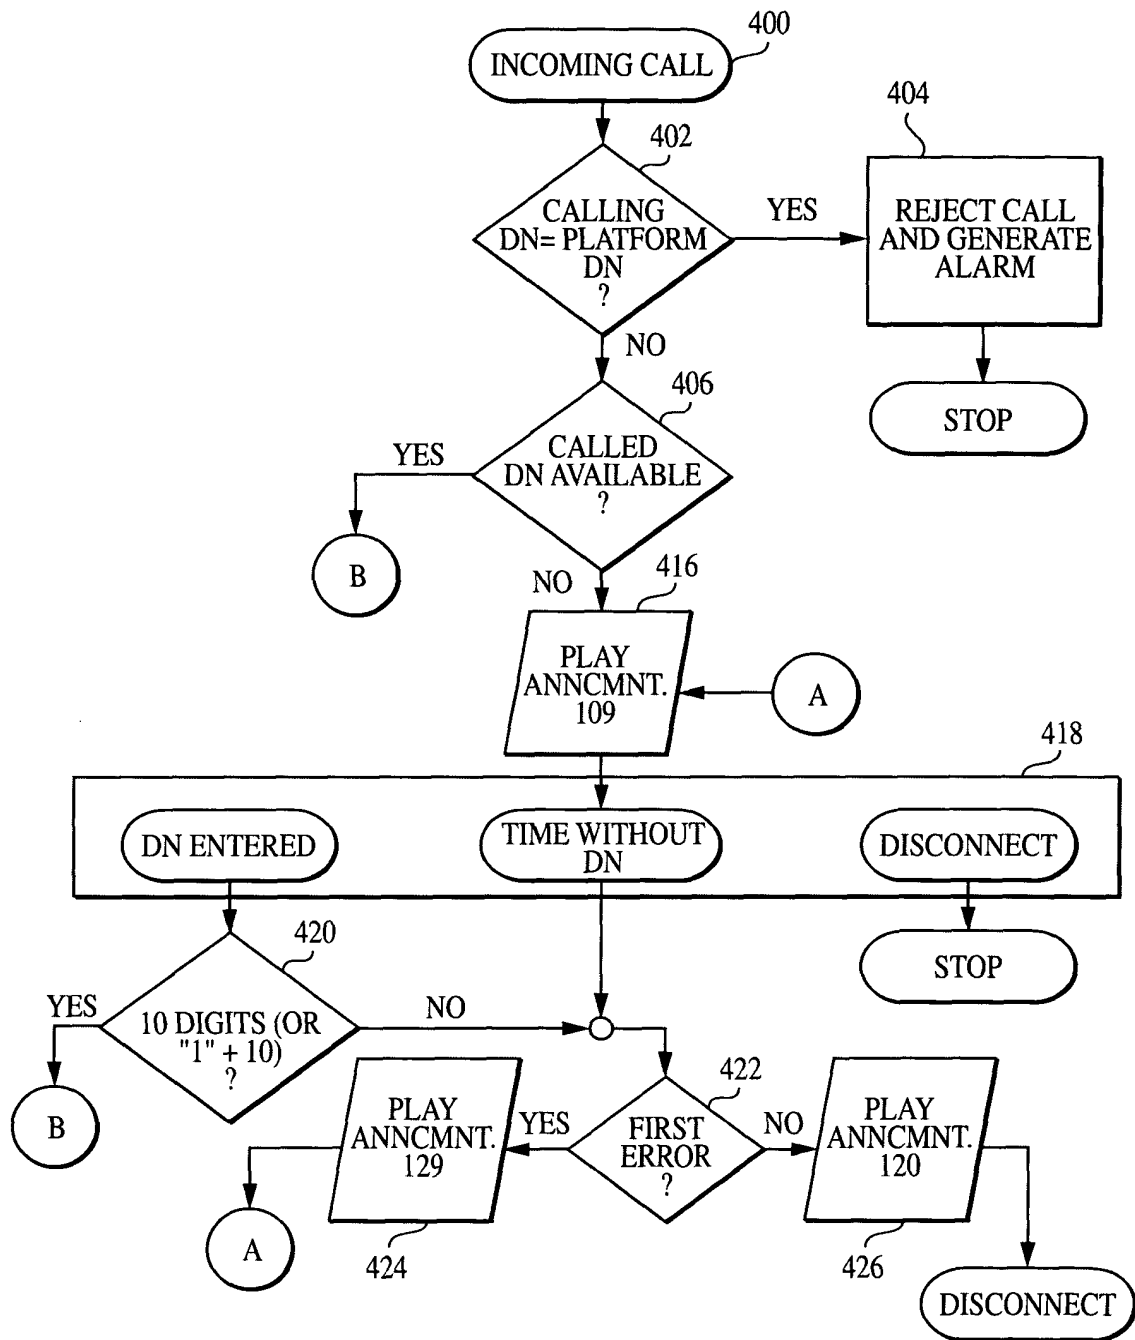 400
INCOMING CALL
402
404
CALLING
DN= PLATFORM
DN
?
YES
REJECT CALL
AND GENERATE
ALARM
NO
406
STOP
YES
CALLED
DN AVAILABLE
?
B
NO
416
PLAY
ANNCMNT.
109
A
418
DN ENTERED
TIME WITHOUT
DN
DISCONNECT
420
STOP
YES
10 DIGITS (OR
"1" + 10)
?
NO
B
422
PLAY
ANNCMNT.
129
YES
FIRST
ERROR
?
NO
PLAY
ANNCMNT.
120
A
424
426
DISCONNECT